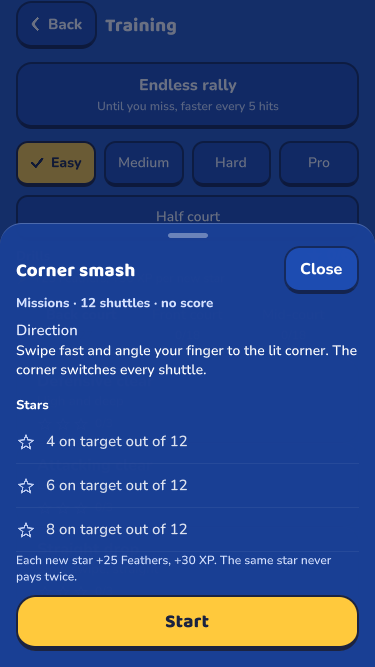 Back
Training
Endless rally
Until you miss, faster every 5 hits
Easy
Medium
Hard
Pro
Half court
Corner smash
Close
Missions · 12 shuttles · no score
Direction
Swipe fast and angle your finger to the lit corner. The
corner switches every shuttle.
Stars
4 on target out of 12
6 on target out of 12
8 on target out of 12
Each new star +25 Feathers, +30 XP. The same star never
pays twice.
Start